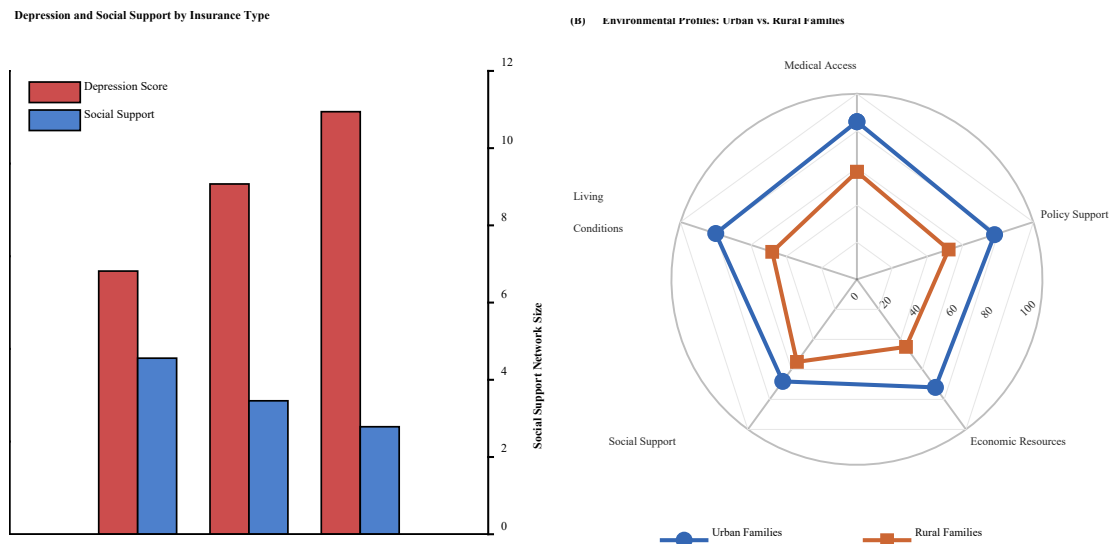 Depression and Social Support by Insurance Type
Depression Score
Social Support
12
10
8
6
4
2
0
Social Support Network Size
(B) Environmental Profiles: Urban vs. Rural Families
Medical Access
Policy Support
Economic Resources
Social Support
Living
Conditions
0
20
40
60
80
100
Urban Families
Rural Families